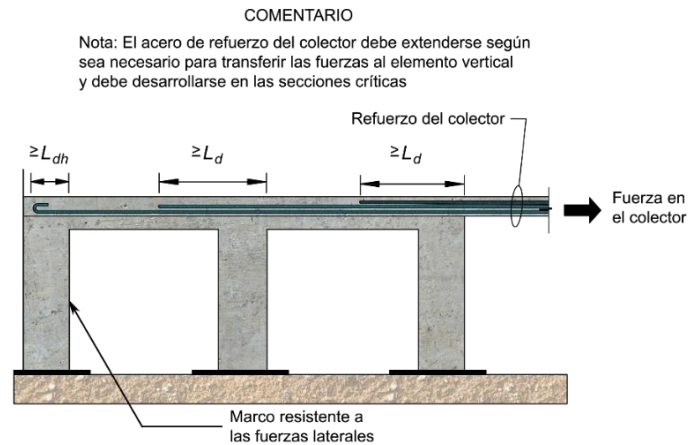 COMENTARIO
Nota: El acero de refuerzo del colector debe extenderse según
sea necesario para transferir las fuerzas al elemento vertical
y debe desarrollarse en las secciones críticas
Refuerzo del colector
≥Ldh
≥Ld
≥Ld
Fuerza en
el colector
Marco resistente a
las fuerzas laterales